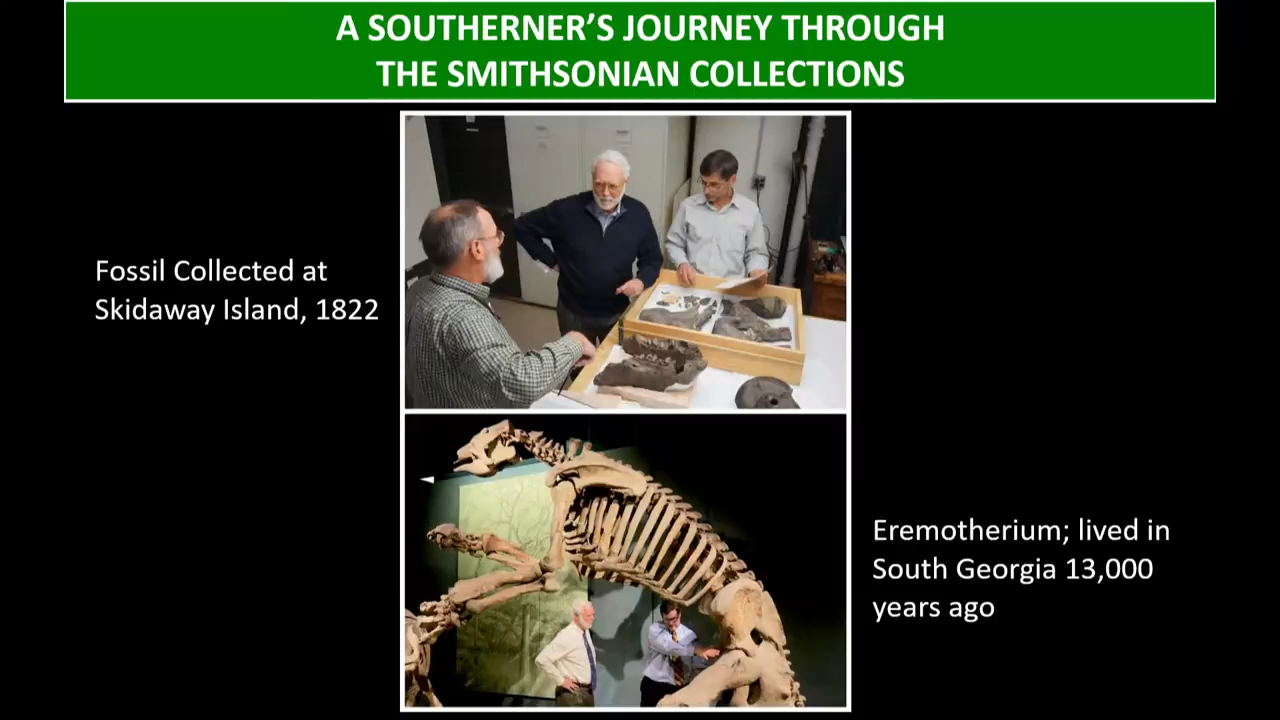 A SOUTHERNER’S JOURNEY THROUGH
THE SMITHSONIAN COLLECTIONS
Fossil Collected at
Skidaway Island, 1822
Eremotherium; lived in
South Georgia 13,000
years ago